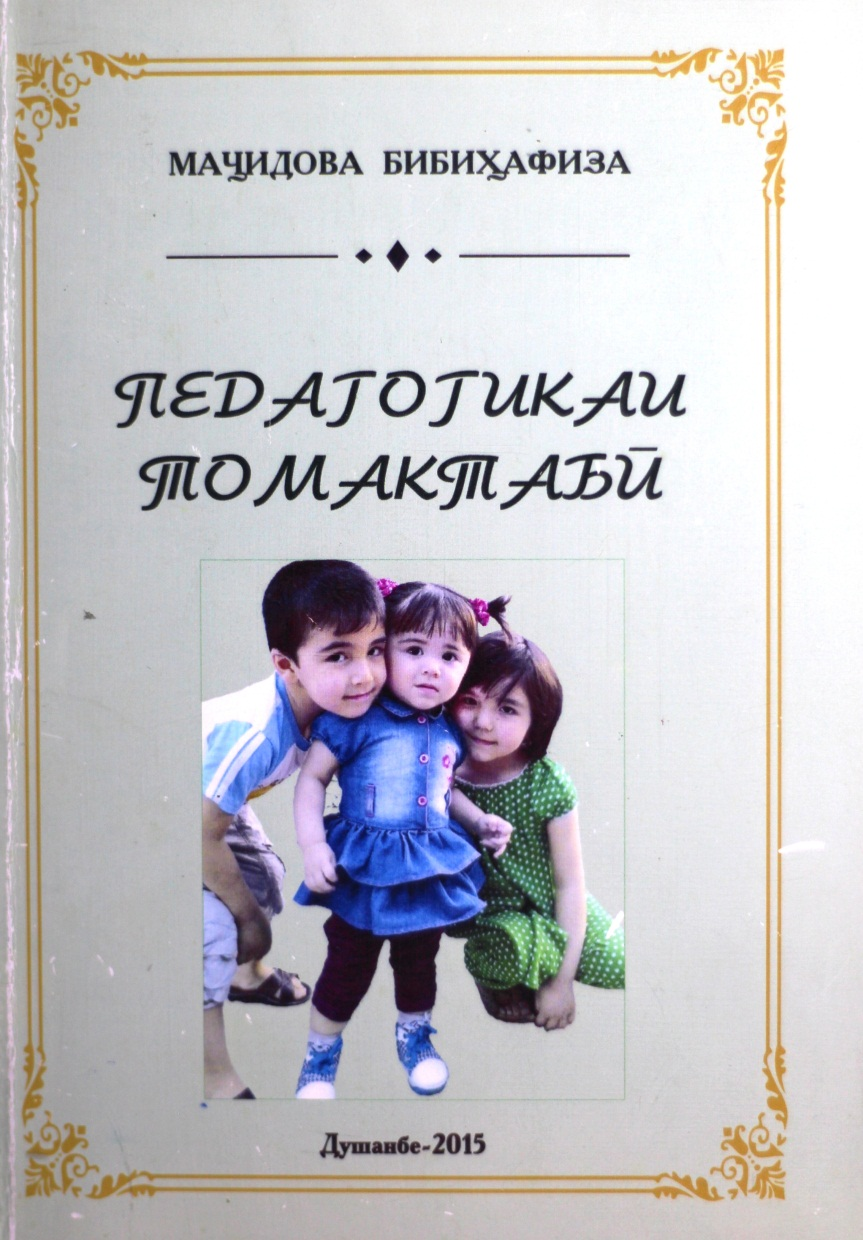 МАҶИДОВА БИБИҲАФИЗА
ПЕДАГОГИКАИ
ТОМАКТАБӢ
Душанбе-2015